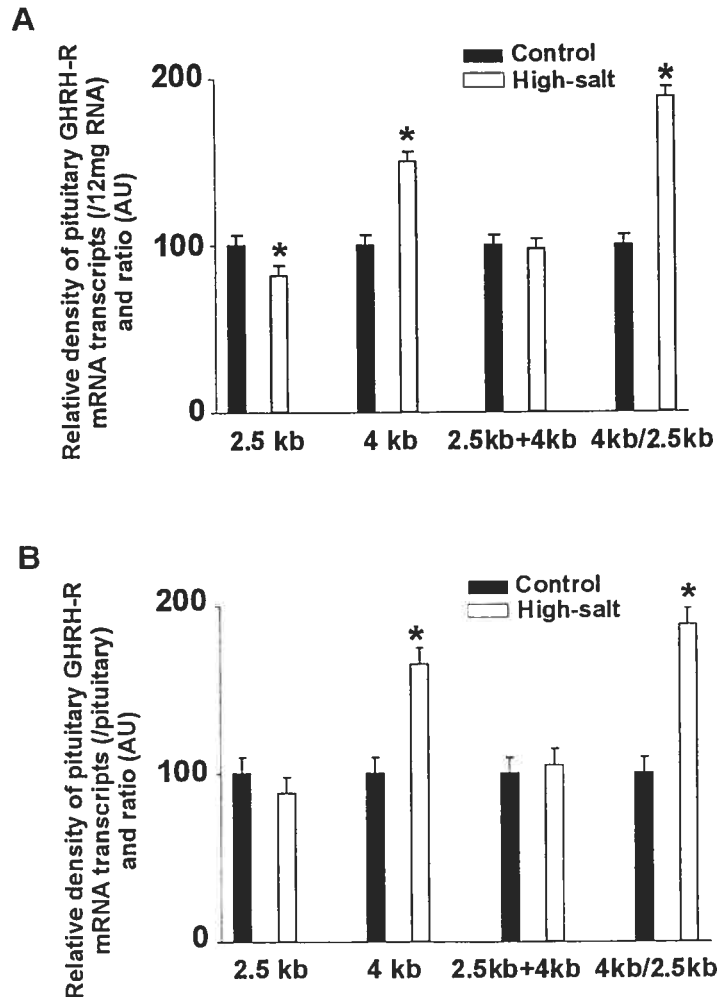 A
Control
High-salt
Relative density of pituitary GHRH-R
mRNA transcripts (/12mg RNA)
and ratio (AU)
200
100
0
*
*
*
2.5 kb
4 kb
2.5kb+4kb
4kb/2.5kb
B
Control
High-salt
Relative density of pituitary GHRH-R
mRNA transcripts (/pituitary)
and ratio (AU)
200
100
0
*
*
2.5 kb
4 kb
2.5kb+4kb
4kb/2.5kb